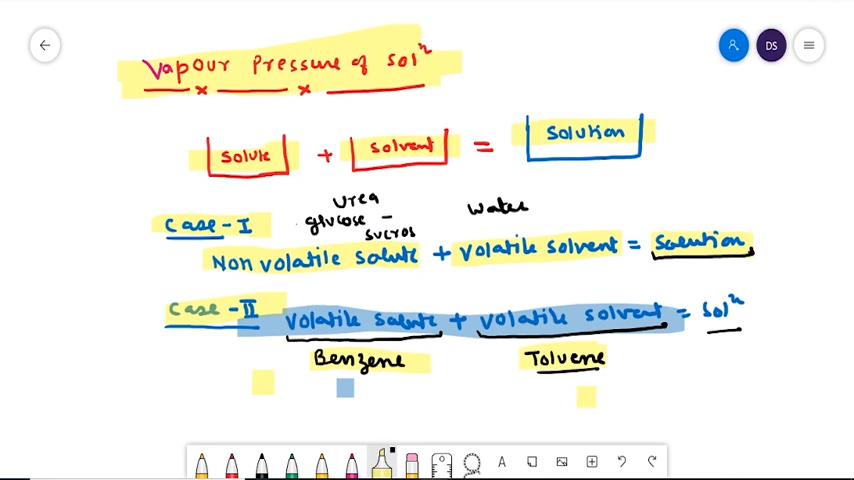 Vapour Pressure of solⁿ
DS
Solute + Solvent = Solution
Urea
glucose - Water
sucros
Case-I
Non volatile solute + volatile solvent = Solution
Case-II volatile solute + volatile solvent = solⁿ
Benzene Toluene
A